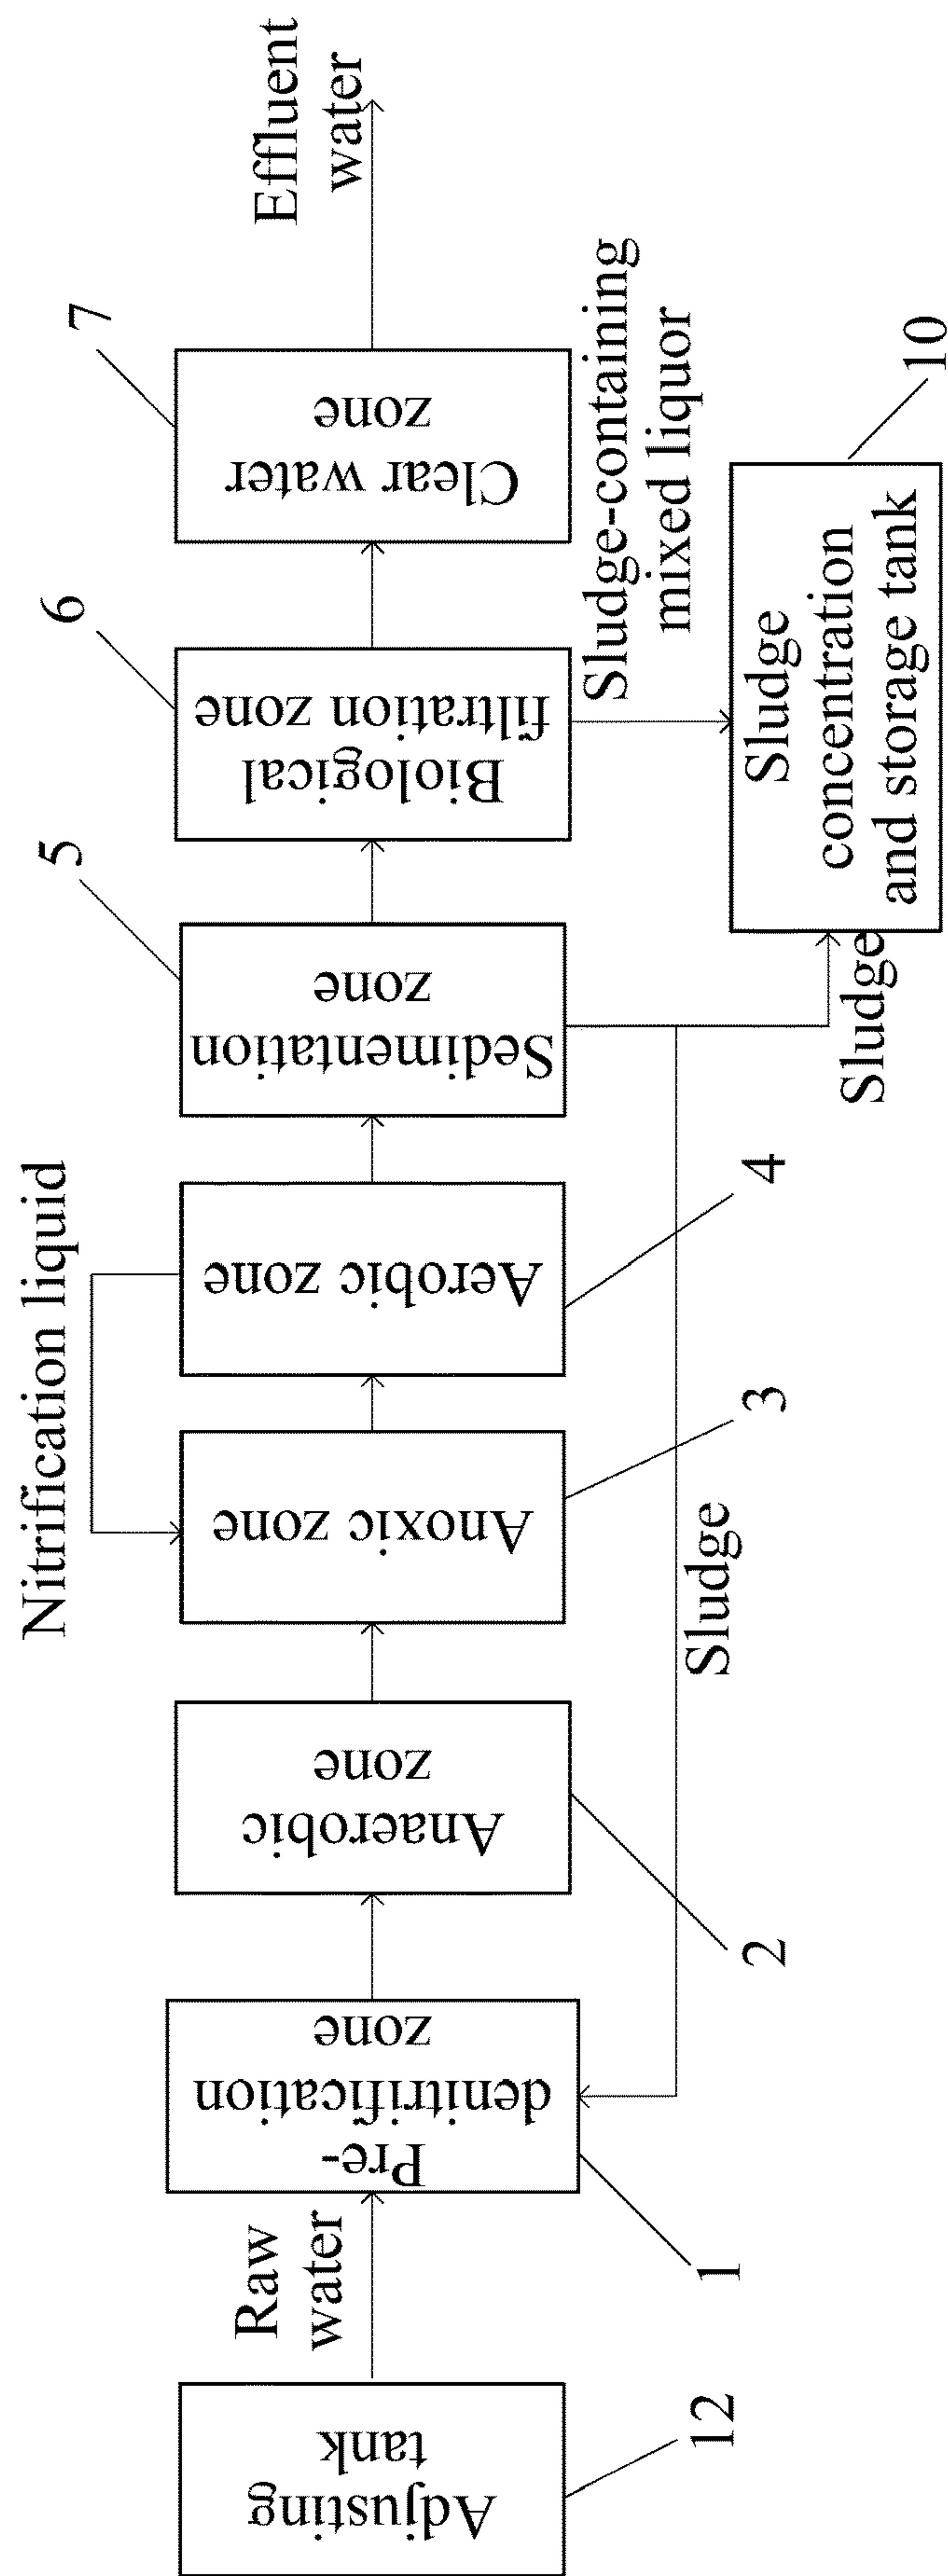 Adjusting
tank
12
Raw
water
Pre-
denitrification
zone
1
Anaerobic
zone
2
Anoxic zone
3
Nitrification liquid
Aerobic zone
4
Sludge
Sedimentation
zone
5
Sludge
Biological
filtration zone
6
Sludge-containing
mixed liquor
Sludge
concentration
and storage tank
10
Clear water
zone
7
Effluent
water